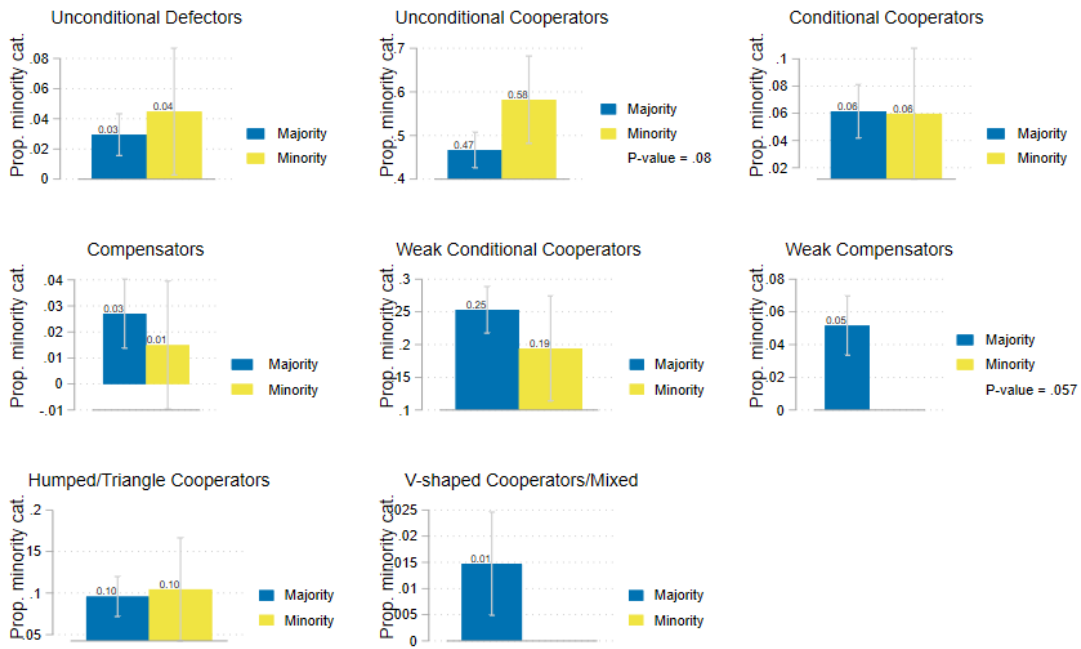 Unconditional Defectors
Prop. minority cat.
.08
.06
.04
.02
0
0.03
0.04
Majority
Minority
Unconditional Cooperators
Prop. minority cat.
.7
.6
.5
.4
0.47
0.58
Majority
Minority
P-value = .08
Conditional Cooperators
Prop. minority cat.
.1
.08
.06
.04
.02
0.06
0.06
Majority
Minority
Compensators
Prop. minority cat.
.04
.03
.02
.01
0
-.01
0.03
0.01
Majority
Minority
Weak Conditional Cooperators
Prop. minority cat.
.3
.25
.2
.15
.1
0.25
0.19
Majority
Minority
Weak Compensators
Prop. minority cat.
.08
.06
.04
.02
0
0.05
Majority
Minority
P-value = .057
Humped/Triangle Cooperators
Prop. minority cat.
.2
.15
.1
.05
0.10
0.10
Majority
Minority
V-shaped Cooperators/Mixed
Prop. minority cat.
.025
.02
.015
.01
.005
0
0.01
Majority
Minority